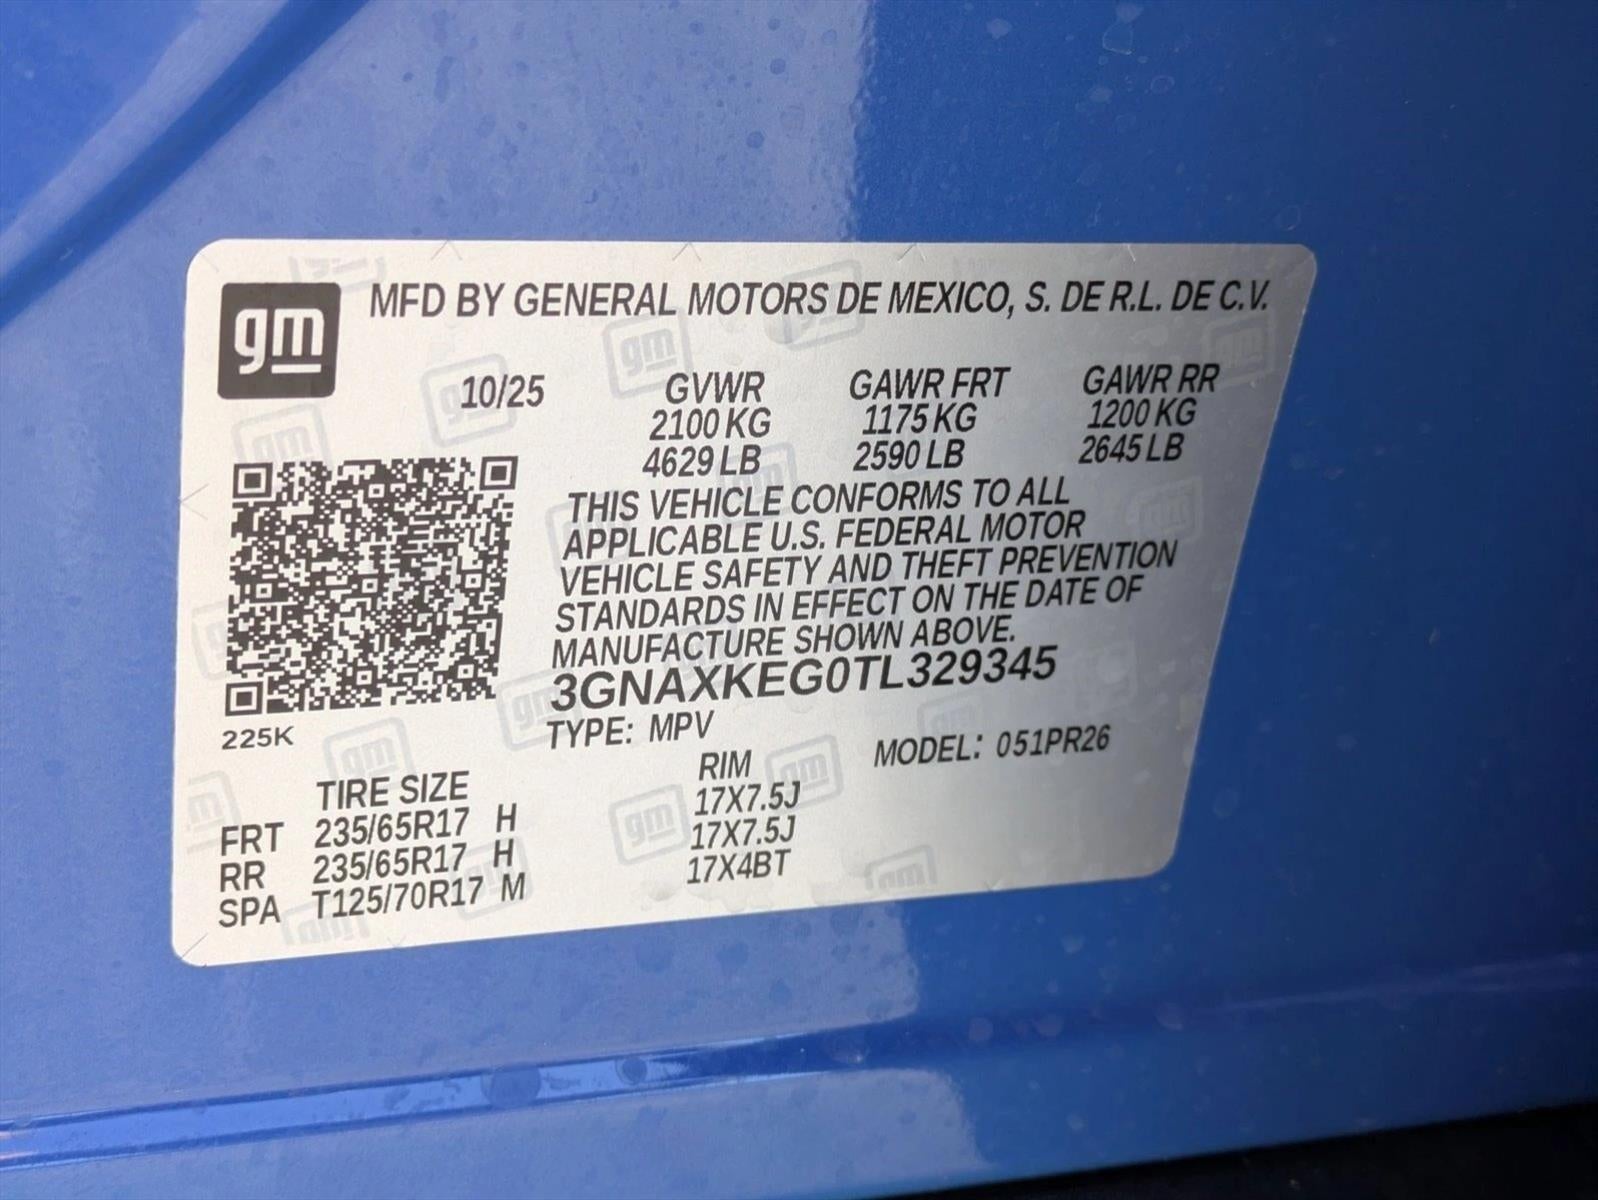 gm MFD BY GENERAL MOTORS DE MEXICO, S. DE R.L. DE C.V.
10/25 GVWR GAWR FRT GAWR RR
2100 KG 1175 KG 1200 KG
4629 LB 2590 LB 2645 LB
THIS VEHICLE CONFORMS TO ALL
APPLICABLE U.S. FEDERAL MOTOR
VEHICLE SAFETY AND THEFT PREVENTION
STANDARDS IN EFFECT ON THE DATE OF
MANUFACTURE SHOWN ABOVE.
3GNAXKEG0TL329345
225K
TYPE: MPV MODEL: 051PR26
TIRE SIZE RIM
FRT 235/65R17 H 17X7.5J
RR 235/65R17 H 17X7.5J
SPA T125/70R17 M 17X4BT